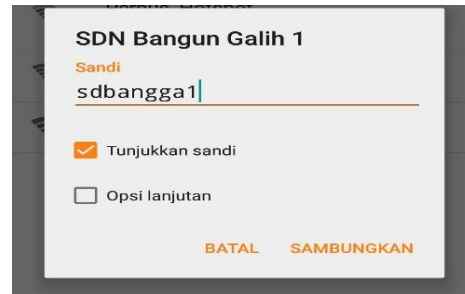 SDN Bangun Galih 1
Sandi
sdbangga1
Tunjukkan sandi
Opsi lanjutan
BATAL SAMBUNGKAN